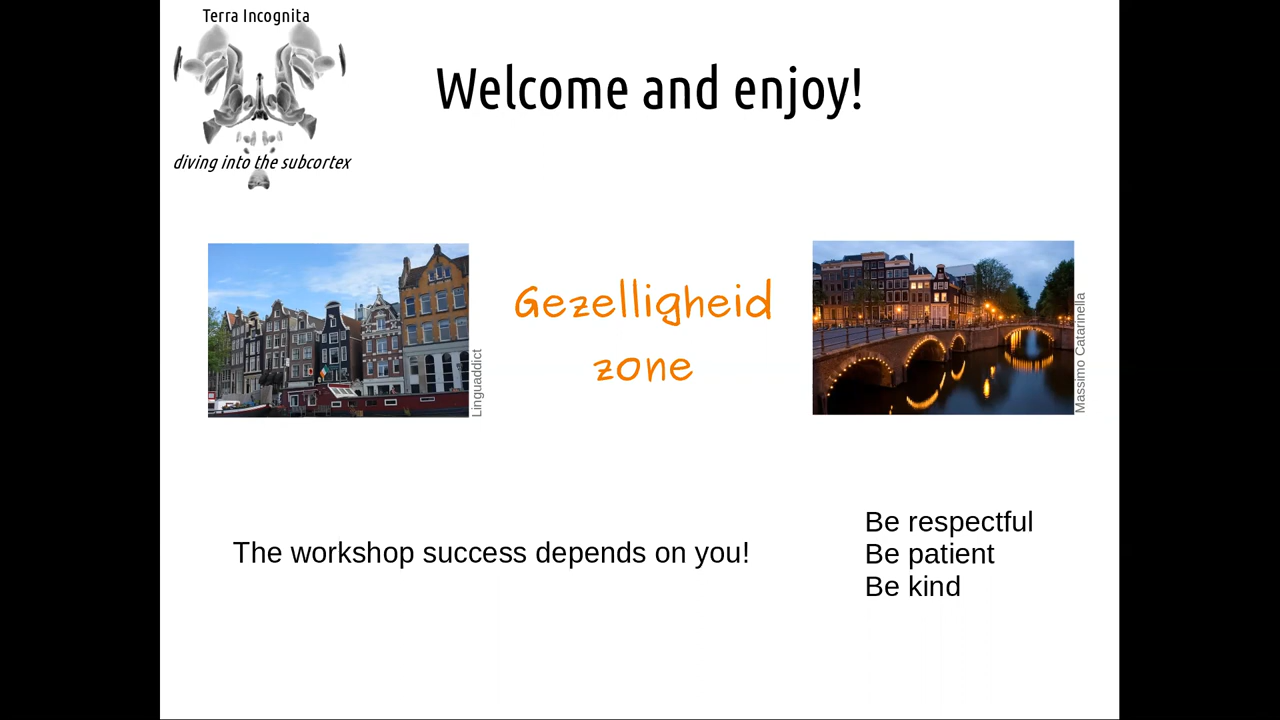 Terra Incognita
diving into the subcortex
Welcome and enjoy!
Linguaddict
Gezelligheid
zone
Massimo Catarinella
The workshop success depends on you!
Be respectful
Be patient
Be kind